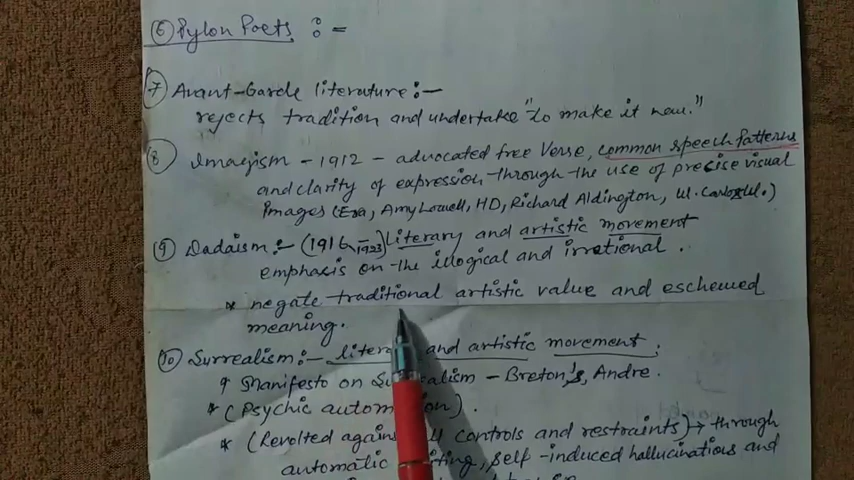 ⑥ Pylon Poets :=
⑦ Avant-Garde literature:-
rejects tradition and undertake "to make it new."
⑧ Imagism - 1912 - advocated free Verse, common speech patterns
and clarity of expression through the use of precise visual
images (Ezra, Amy Lowell, HD, Richard Aldington, W. Carlos W.)
⑨ Dadaism:- (1916-1923) literary and artistic movement
emphasis on the illogical and irrational.
* negate traditional artistic value and eschewed
meaning.
⑩ Surrealism:- and artistic movement:
Manifesto on - Breton's, Andre.
* (Psychic
* (Revolted controls and restraints) → through
automatic self-induced hallucinations and